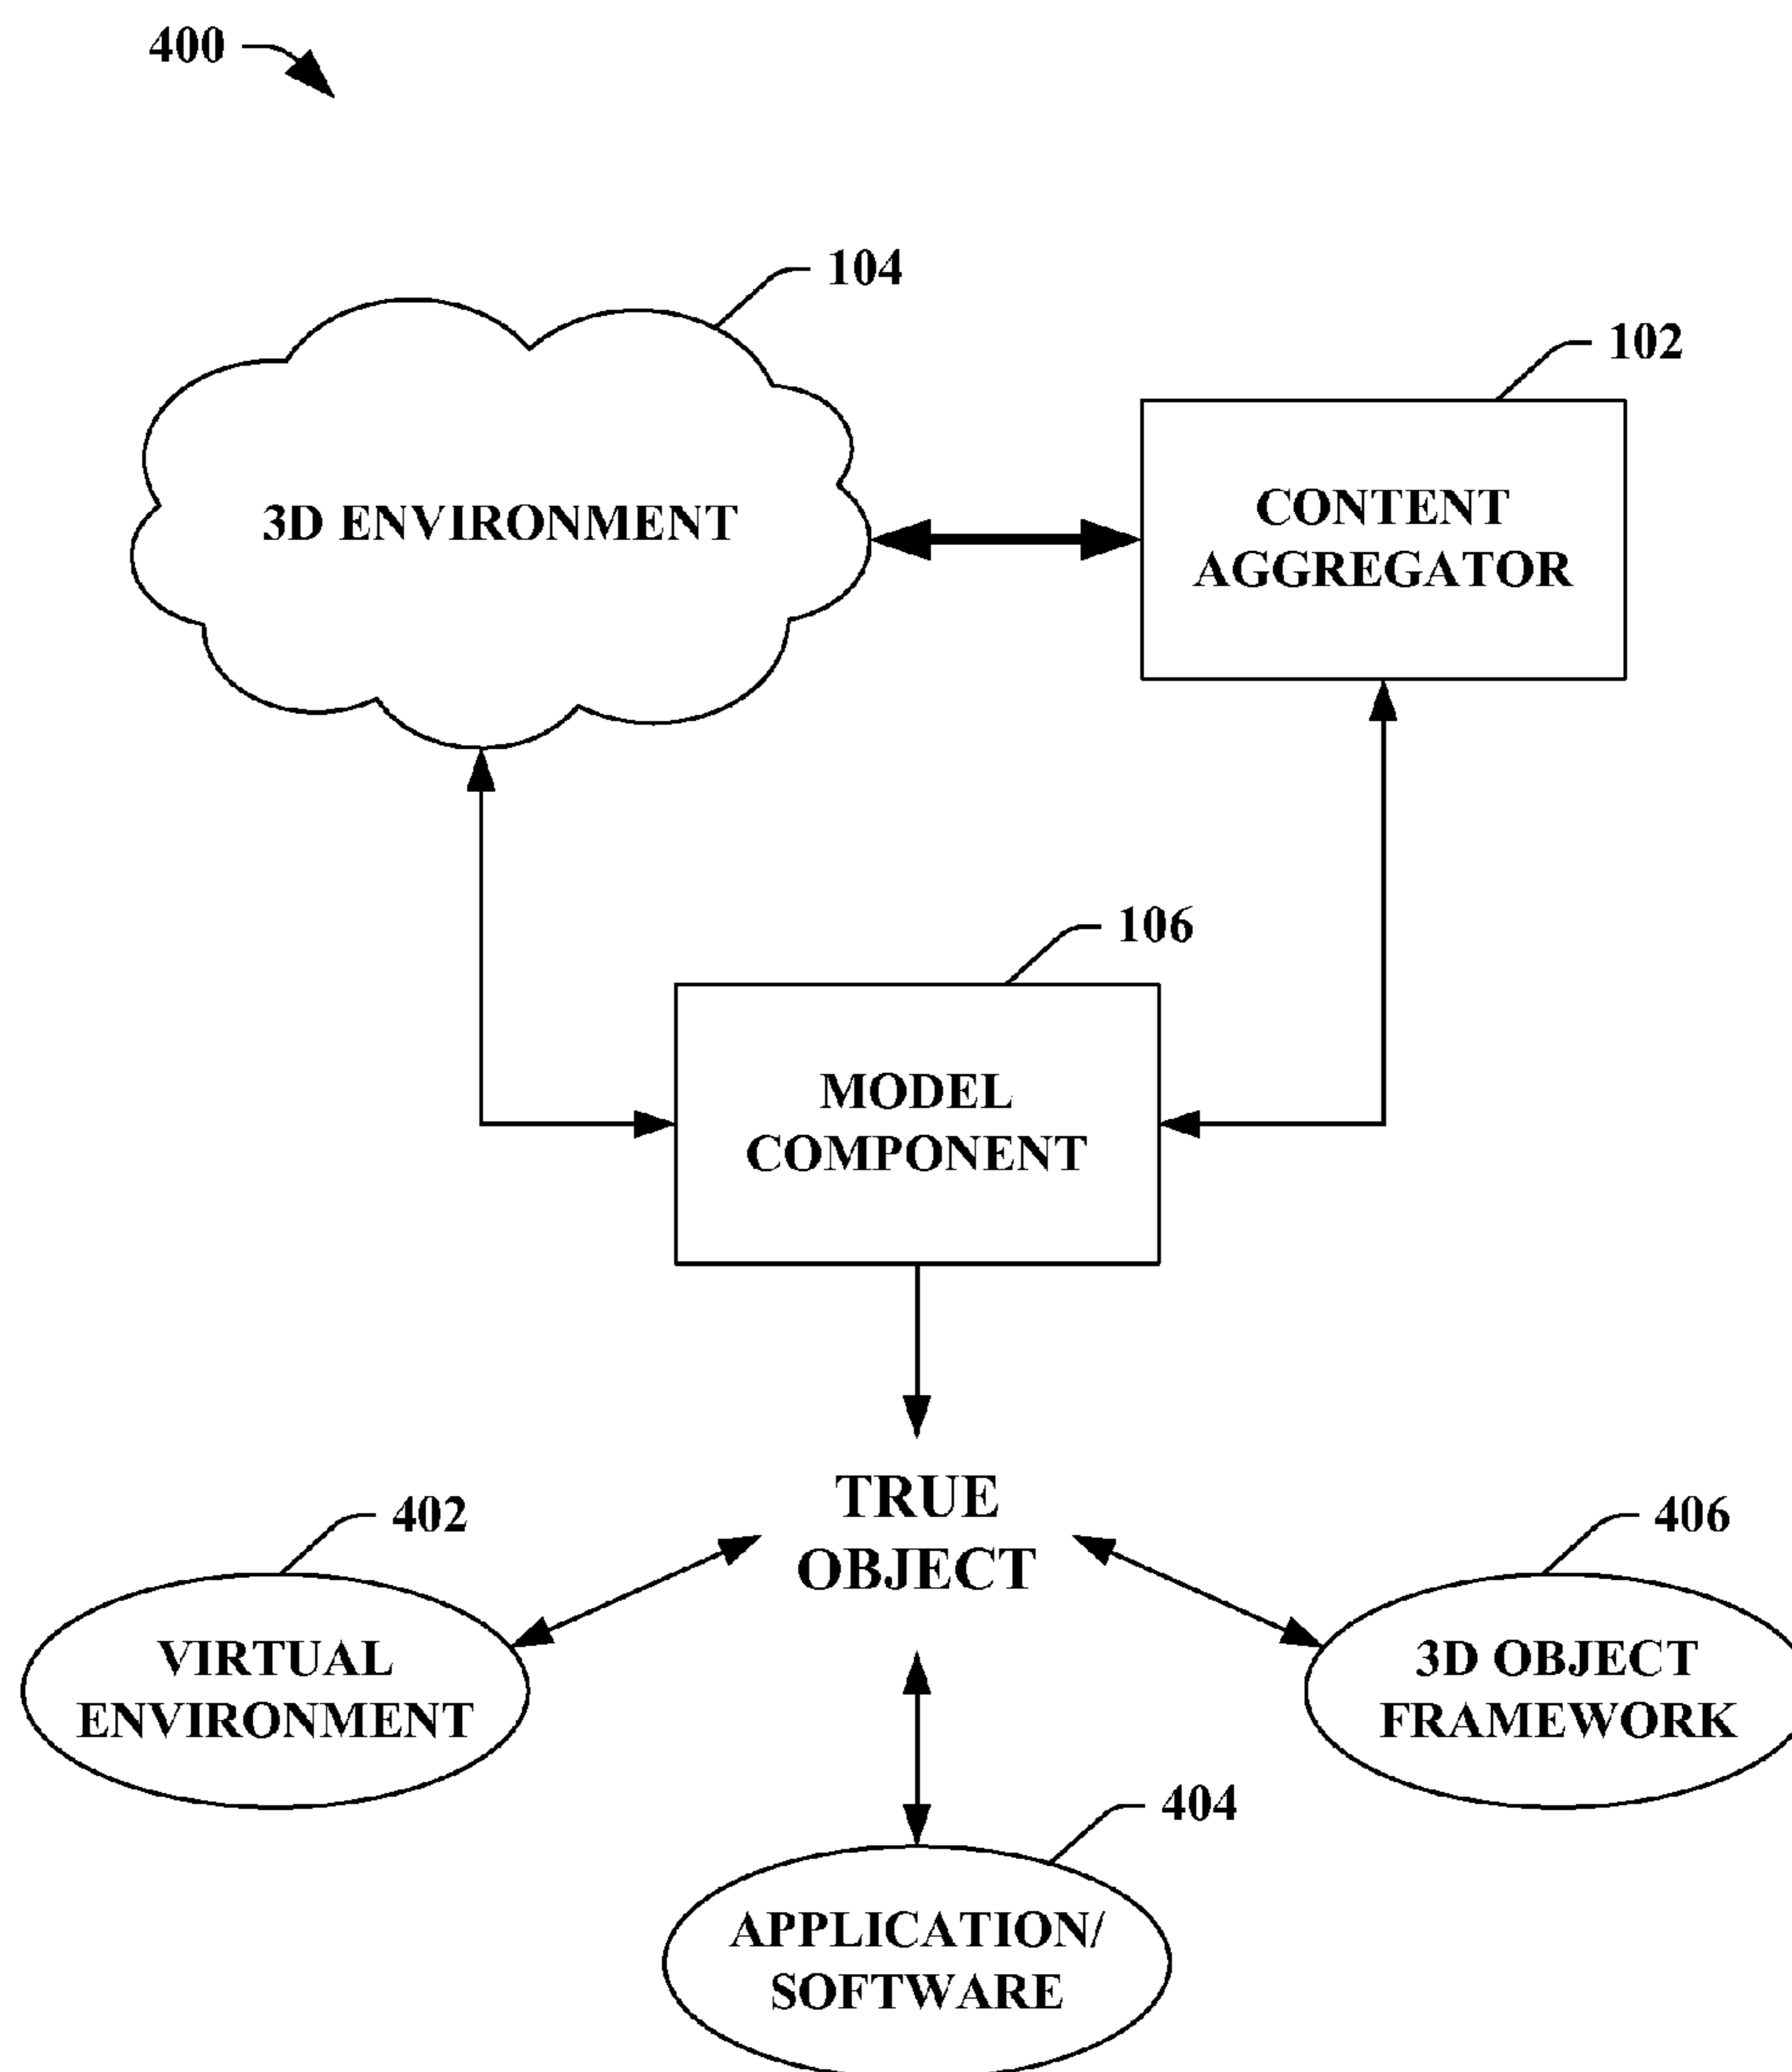 400
104
102
3D ENVIRONMENT
CONTENT
AGGREGATOR
106
MODEL
COMPONENT
TRUE
OBJECT
402
406
VIRTUAL
ENVIRONMENT
3D OBJECT
FRAMEWORK
404
APPLICATION/
SOFTWARE